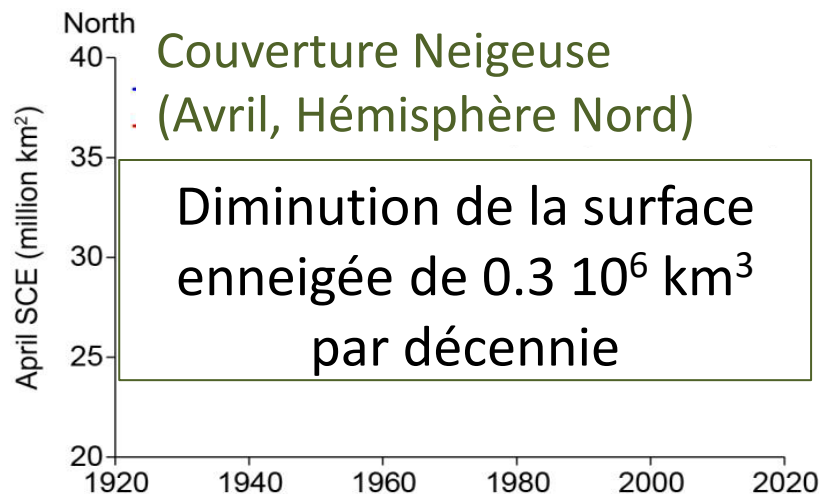 North
Couverture Neigeuse
(Avril, Hémisphère Nord)
40
35
30
25
20
April SCE (million km²)
Diminution de la surface
enneigée de 0.3 10⁶ km³
par décennie
1920 1940 1960 1980 2000 2020